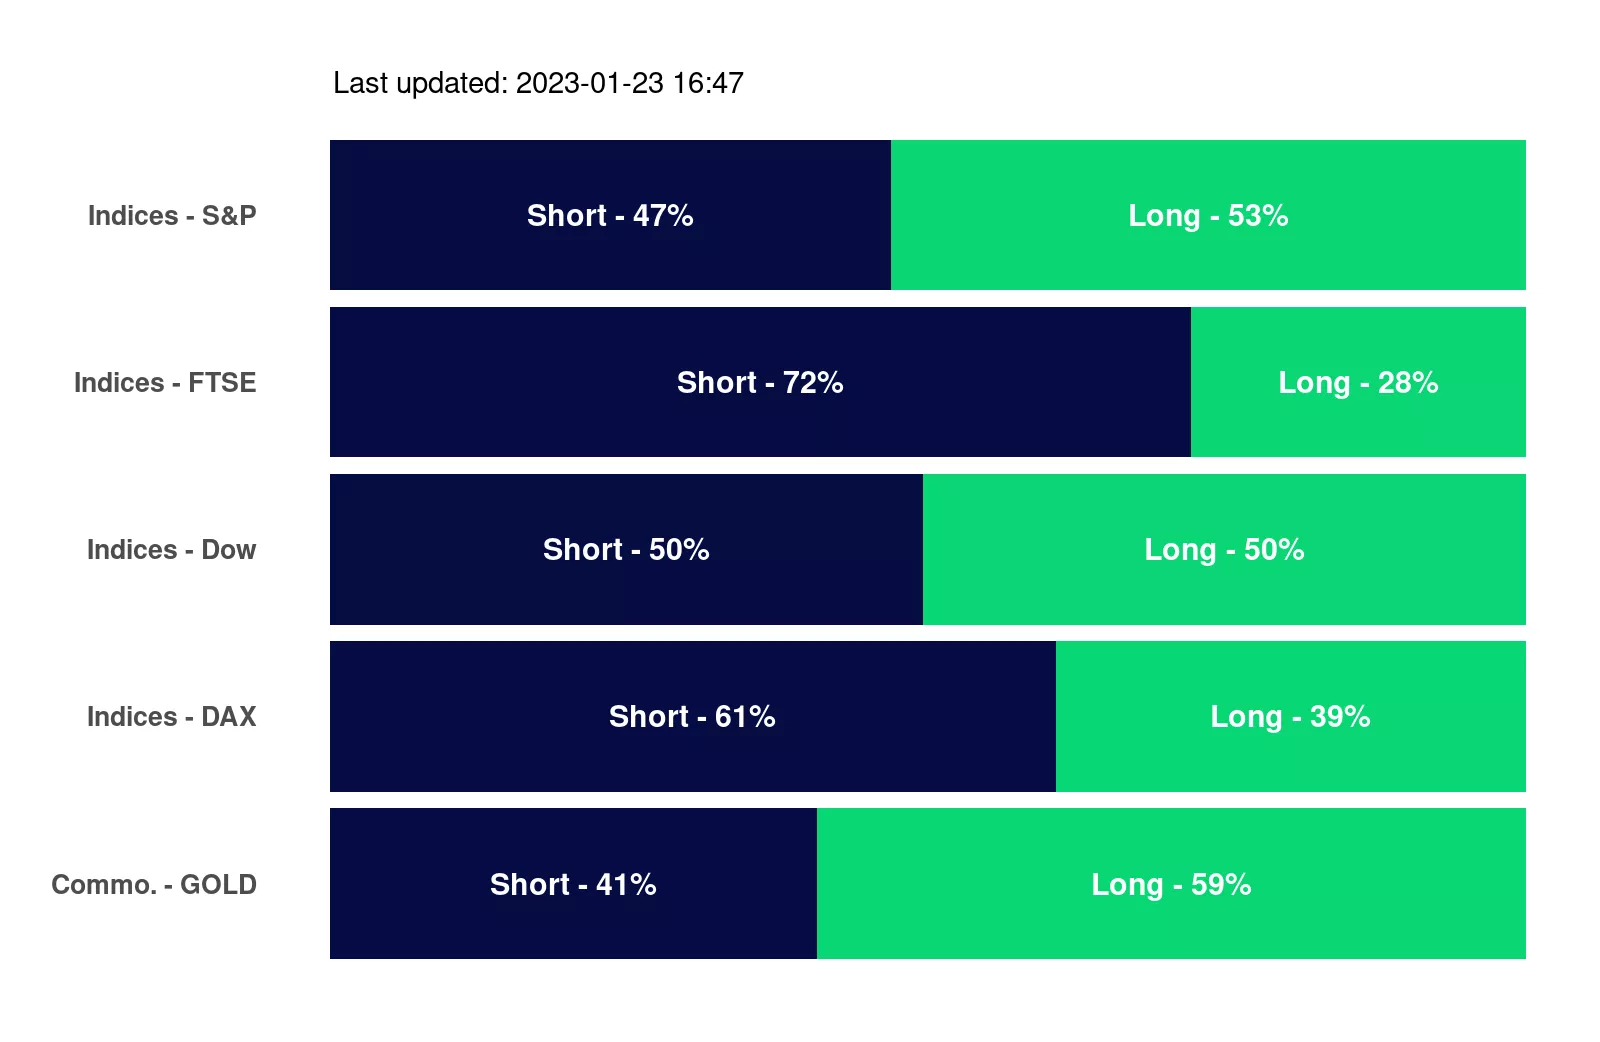 Last updated: 2023-01-23 16:47
Indices - S&P Short - 47% Long - 53%
Indices - FTSE Short - 72% Long - 28%
Indices - Dow Short - 50% Long - 50%
Indices - DAX Short - 61% Long - 39%
Commo. - GOLD Short - 41% Long - 59%